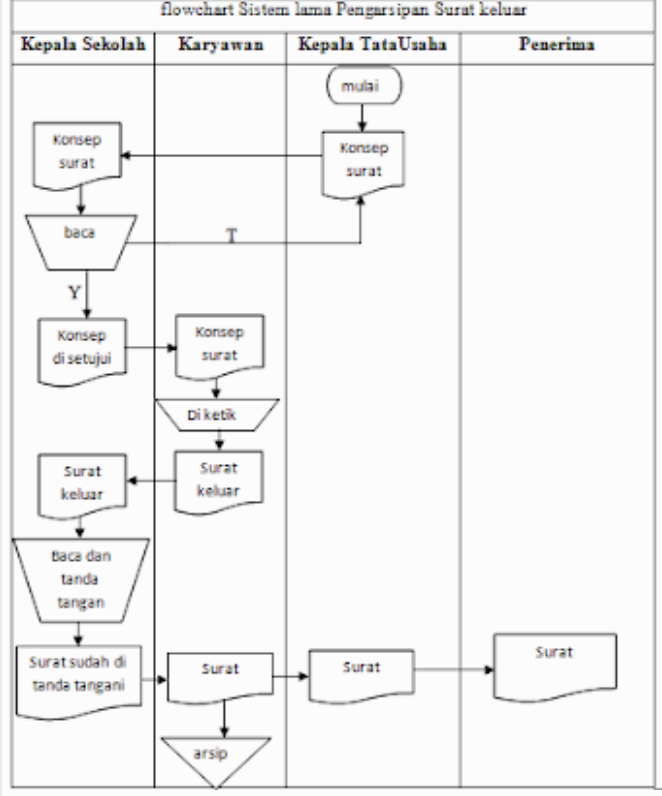 flowchart Sistem lama Pengarsipan Surat keluar
Kepala Sekolah
Karyawan
Kepala TataUsaha
Penerima
mulai
Konsep
surat
Konsep
surat
baca
T
Y
Konsep
di setujui
Konsep
surat
Di ketik
Surat
keluar
Surat
keluar
Baca dan
tanda
tangan
Surat sudah di
tanda tangani
Surat
Surat
Surat
arsip